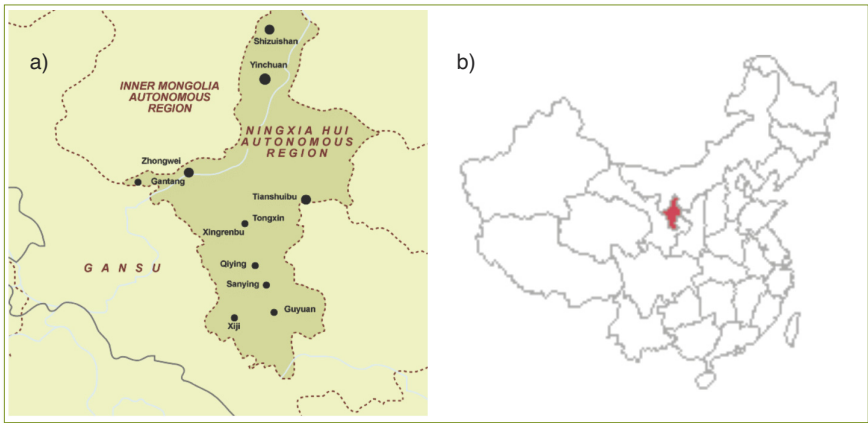 a)
b)
Shizuishan
Yinchuan
INNER MONGOLIA
AUTONOMOUS
REGION
NINGXIA HUI
AUTONOMOUS
REGION
Zhongwei
Gantang
Tianshuibu
Tongxin
Xingrenbu
GANSU
Qiying
Sanying
Guyuan
Xiji